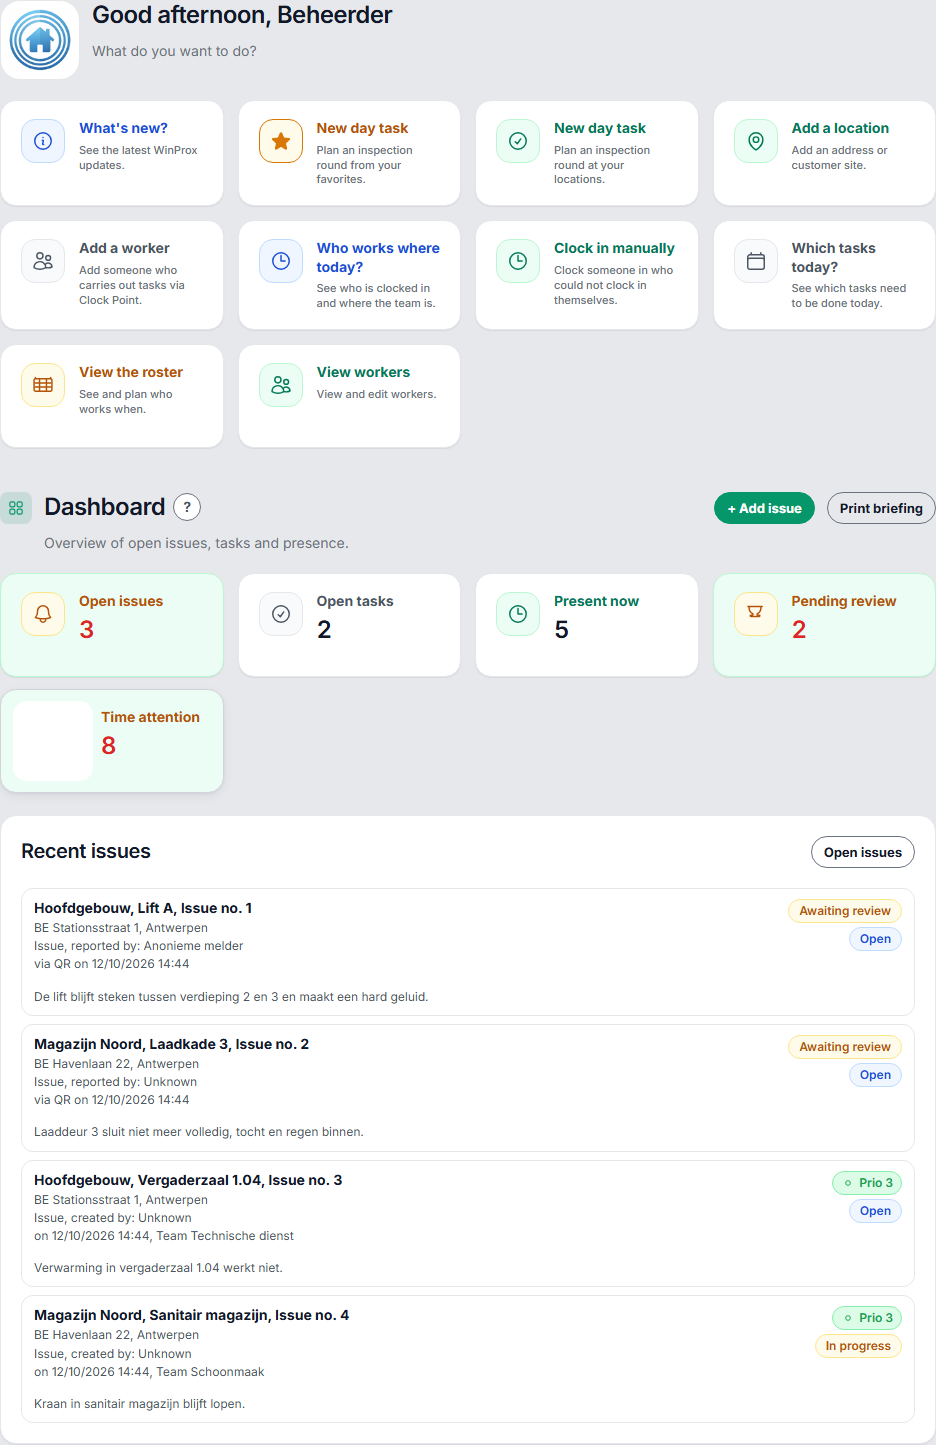 Good afternoon, Beheerder
What do you want to do?
What's new?
See the latest WinProx
updates.
New day task
Plan an inspection
round from your
favorites.
New day task
Plan an inspection
round at your
locations.
Add a location
Add an address or
customer site.
Add a worker
Add someone who
carries out tasks via
Clock Point.
Who works where
today?
See who is clocked in
and where the team is.
Clock in manually
Clock someone in who
could not clock in
themselves.
Which tasks
today?
See which tasks need
to be done today.
View the roster
See and plan who
works when.
View workers
View and edit workers.
Dashboard ?
+ Add issue
Print briefing
Overview of open issues, tasks and presence.
Open issues
3
Open tasks
2
Present now
5
Pending review
2
Time attention
8
Recent issues
Open issues
Hoofdgebouw, Lift A, Issue no. 1
Awaiting review
BE Stationsstraat 1, Antwerpen
Open
Issue, reported by: Anonieme melder
via QR on 12/10/2026 14:44
De lift blijft steken tussen verdieping 2 en 3 en maakt een hard geluid.
Magazijn Noord, Laadkade 3, Issue no. 2
Awaiting review
BE Havenlaan 22, Antwerpen
Open
Issue, reported by: Unknown
via QR on 12/10/2026 14:44
Laaddeur 3 sluit niet meer volledig, tocht en regen binnen.
Hoofdgebouw, Vergaderzaal 1.04, Issue no. 3
Prio 3
BE Stationsstraat 1, Antwerpen
Open
Issue, created by: Unknown
on 12/10/2026 14:44, Team Technische dienst
Verwarming in vergaderzaal 1.04 werkt niet.
Magazijn Noord, Sanitair magazijn, Issue no. 4
Prio 3
BE Havenlaan 22, Antwerpen
In progress
Issue, created by: Unknown
on 12/10/2026 14:44, Team Schoonmaak
Kraan in sanitair magazijn blijft lopen.